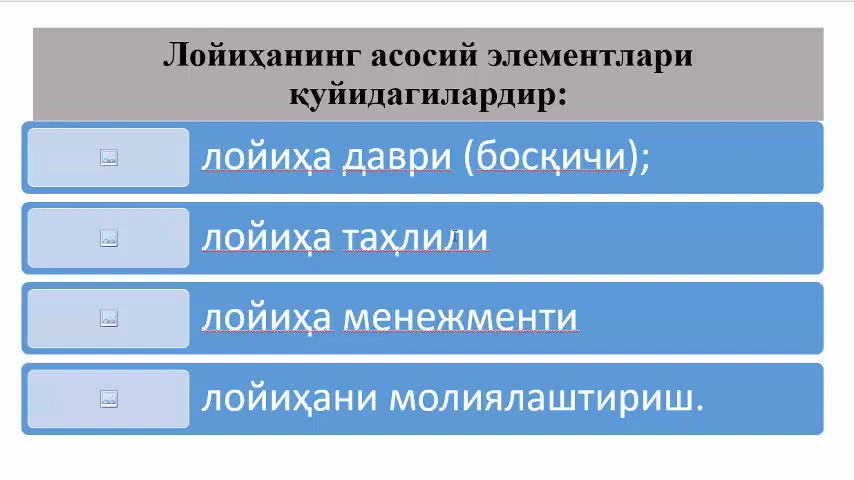 Лойиҳанинг асосий элементлари
қуйидагилардир:
лойиҳа даври (босқичи);
лойиҳа таҳлили
лойиҳа менежменти
лойиҳани молиялаштириш.